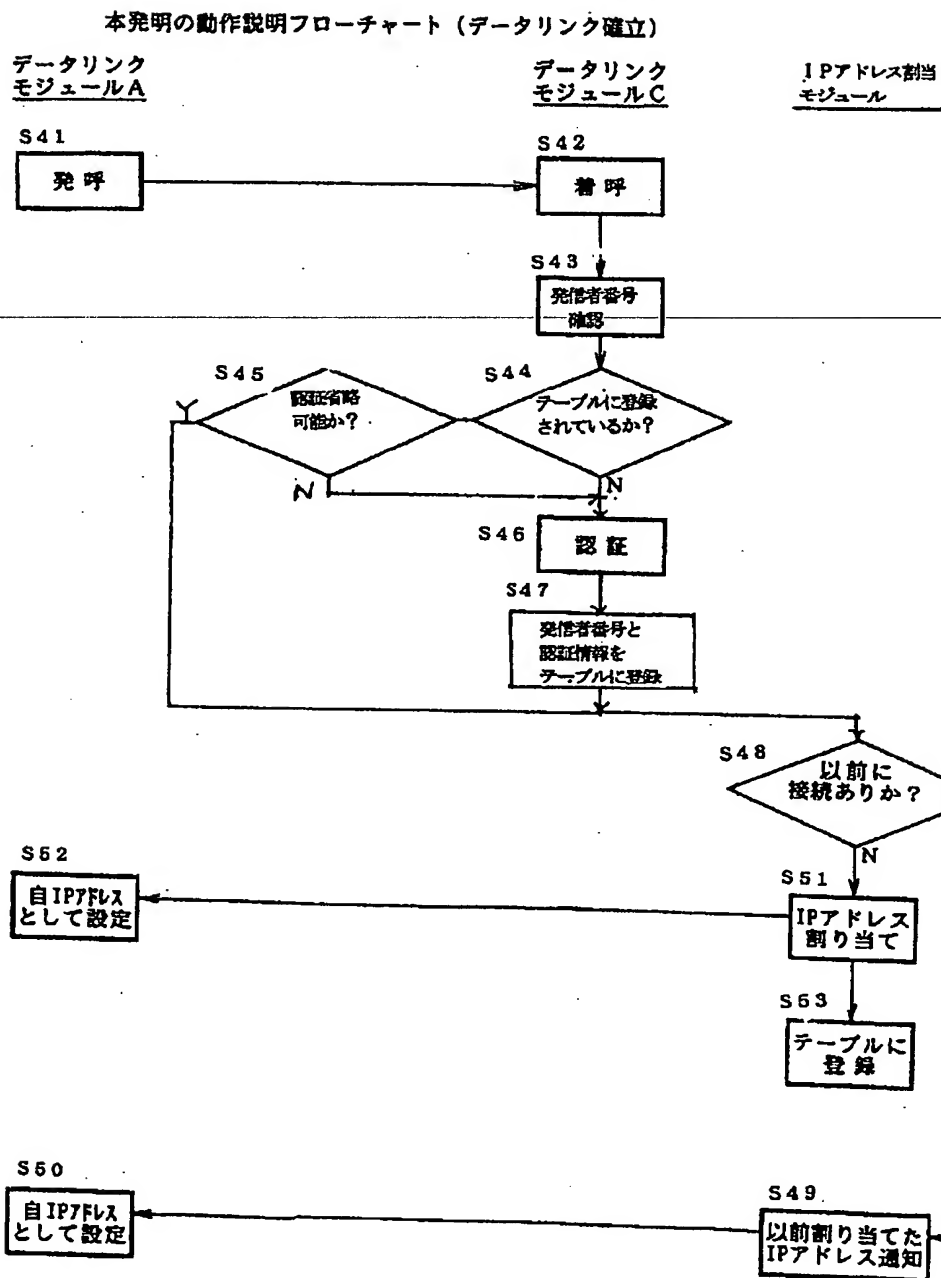 本発明の動作説明フローチャート（データリンク確立）
データリンク
モジュールA
データリンク
モジュールC
IPアドレス割当
モジュール
S41
発呼
S42
着呼
S43
発信者番号
確認
S45
認証省略
可能か？
Y
N
S44
テーブルに登録
されているか？
N
S46
認証
S47
発信者番号と
認証情報を
テーブルに登録
S48
以前に
接続ありか？
N
S52
自IPアドレス
として設定
S51
IPアドレス
割り当て
S53
テーブルに
登録
S50
自IPアドレス
として設定
S49
以前割り当てた
IPアドレス通知